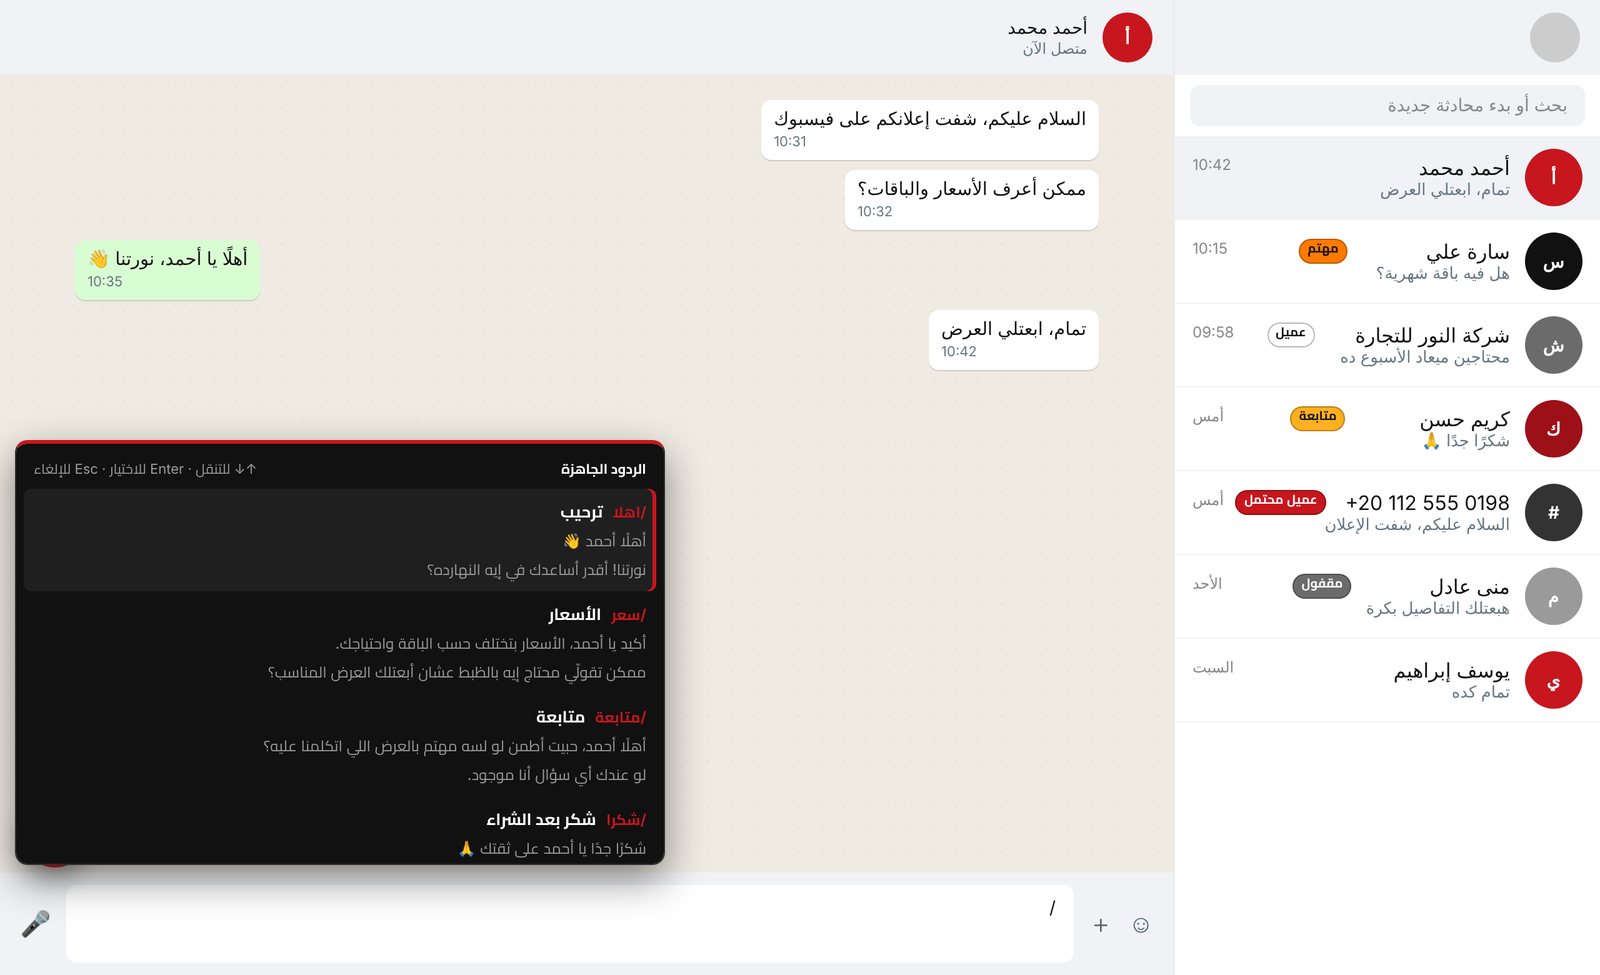 أ
أحمد محمد
متصل الآن
بحث أو بدء محادثة جديدة
أ
أحمد محمد
10:42
تمام، ابعتلي العرض
س
سارة علي
مهتم
10:15
هل فيه باقة شهرية؟
ش
شركة النور للتجارة
عميل
09:58
محتاجين ميعاد الأسبوع ده
ك
كريم حسن
متابعة
أمس
شكرًا جدًا 🙏
#
+20 112 555 0198
عميل محتمل
أمس
السلام عليكم، شفت الإعلان
م
منى عادل
مقفول
الأحد
هبعتلك التفاصيل بكرة
ي
يوسف إبراهيم
السبت
تمام كده
السلام عليكم، شفت إعلانكم على فيسبوك
10:31
ممكن أعرف الأسعار والباقات؟
10:32
أهلًا يا أحمد، نورتنا 👋
10:35
تمام، ابعتلي العرض
10:42
الردود الجاهزة
↑↓ للتنقل · Enter للاختيار · Esc للإلغاء
/اهلا ترحيب
أهلًا أحمد 👋
نورتنا! أقدر أساعدك في إيه النهارده؟
/سعر الأسعار
أكيد يا أحمد، الأسعار بتختلف حسب الباقة واحتياجك.
ممكن تقولّي محتاج إيه بالظبط عشان أبعتلك العرض المناسب؟
/متابعة متابعة
أهلًا أحمد، حبيت أطمن لو لسه مهتم بالعرض اللي اتكلمنا عليه؟
لو عندك أي سؤال أنا موجود.
/شكرا شكر بعد الشراء
شكرًا جدًا يا أحمد على ثقتك 🙏
/